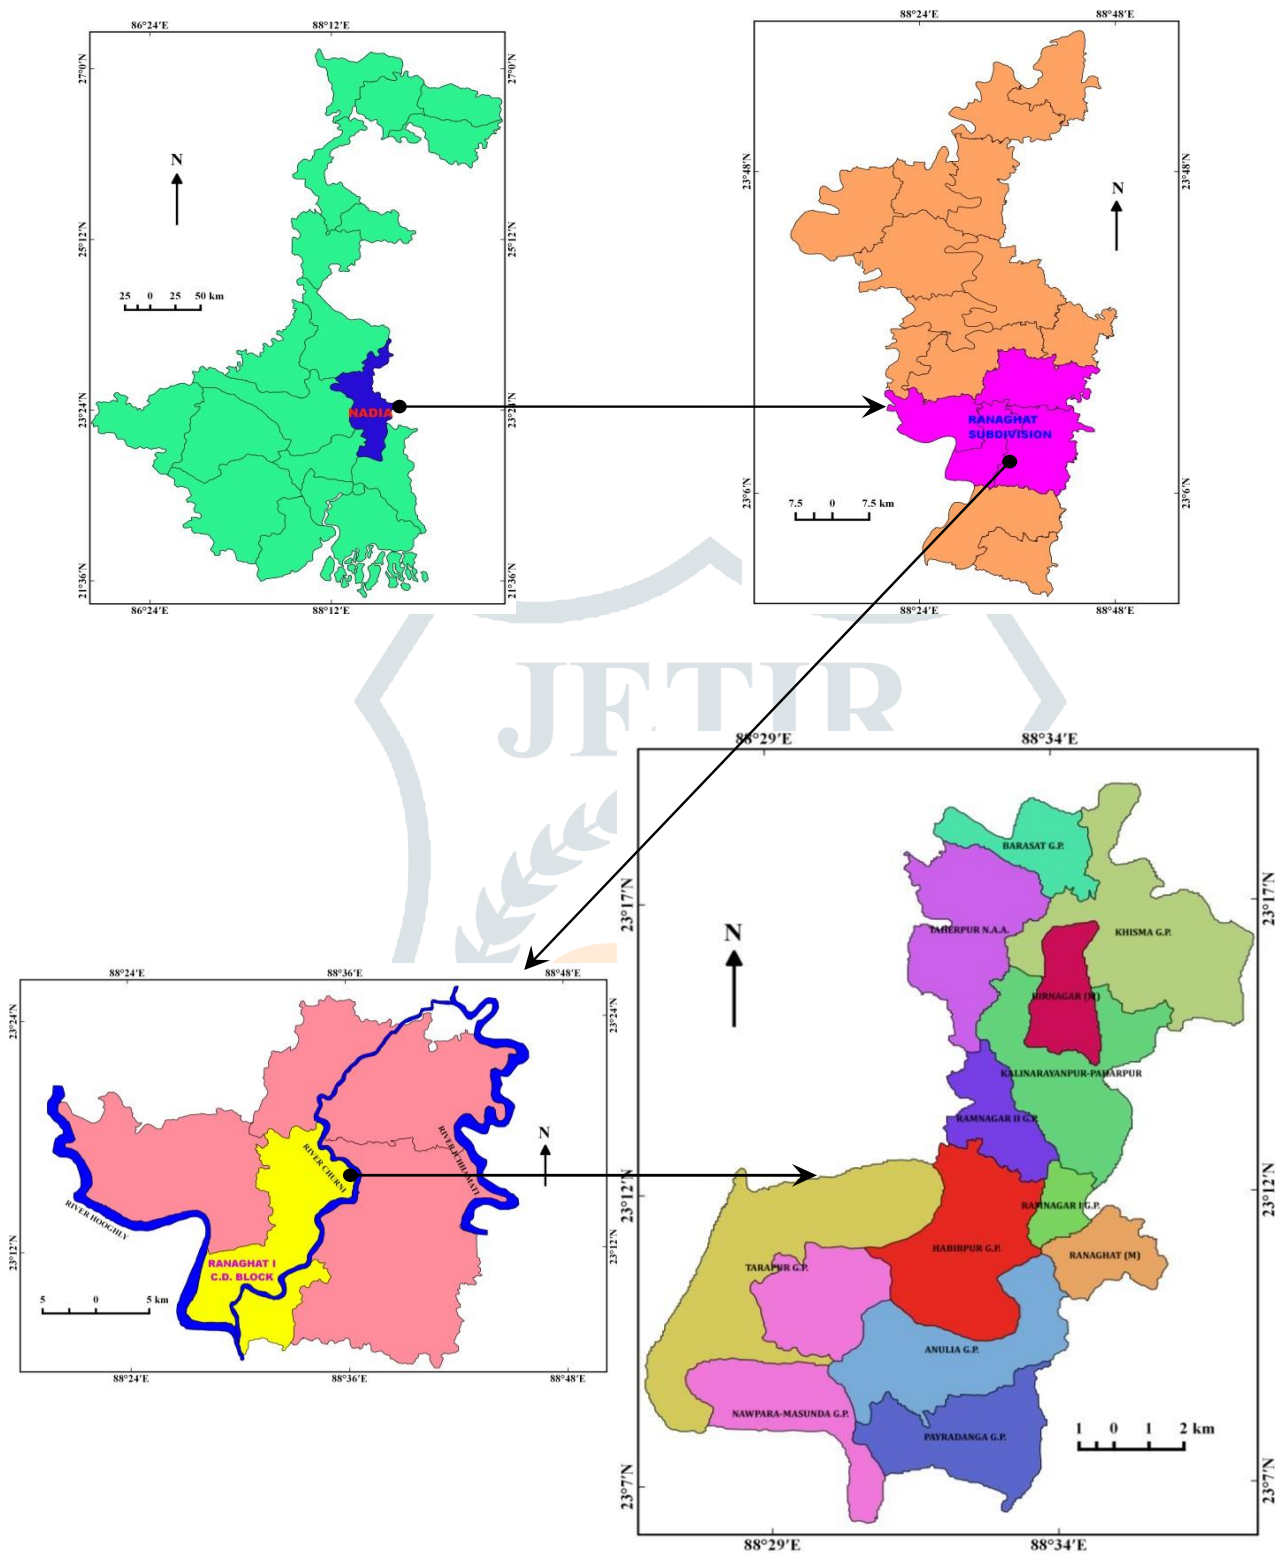 86°24′E 88°12′E
27°0′N 27°0′N
N
25°12′N 25°12′N
25 0 25 50 km
23°24′N 23°24′N
NADIA
21°36′N 21°36′N
86°24′E 88°12′E
88°24′E 88°48′E
23°48′N 23°48′N
N
RANAGHAT
SUBDIVISION
23°6′N 23°6′N
7.5 0 7.5 km
88°24′E 88°48′E
JETIR
88°24′E 88°36′E 88°48′E
23°24′N 23°24′N
N
RIVER CHURNI
RIVER ICHHAMATI
RIVER HOOGHLY
23°12′N 23°12′N
RANAGHAT I
C.D. BLOCK
5 0 5 km
88°24′E 88°36′E 88°48′E
88°29′E 88°34′E
BARASAT G.P.
23°17′N 23°17′N
N
TAHERPUR N.A.A.
KHISMA G.P.
BIRNAGAR (M)
KALINARAYANPUR-PAHARPUR
RAMNAGAR II G.P.
23°12′N 23°12′N
RAMNAGAR I G.P.
HABIBPUR G.P.
RANAGHAT (M)
TARAPUR G.P.
ANULIA G.P.
NAWPARA-MASUNDA G.P.
PAYRADANGA G.P.
1 0 1 2 km
23°7′N 23°7′N
88°29′E 88°34′E